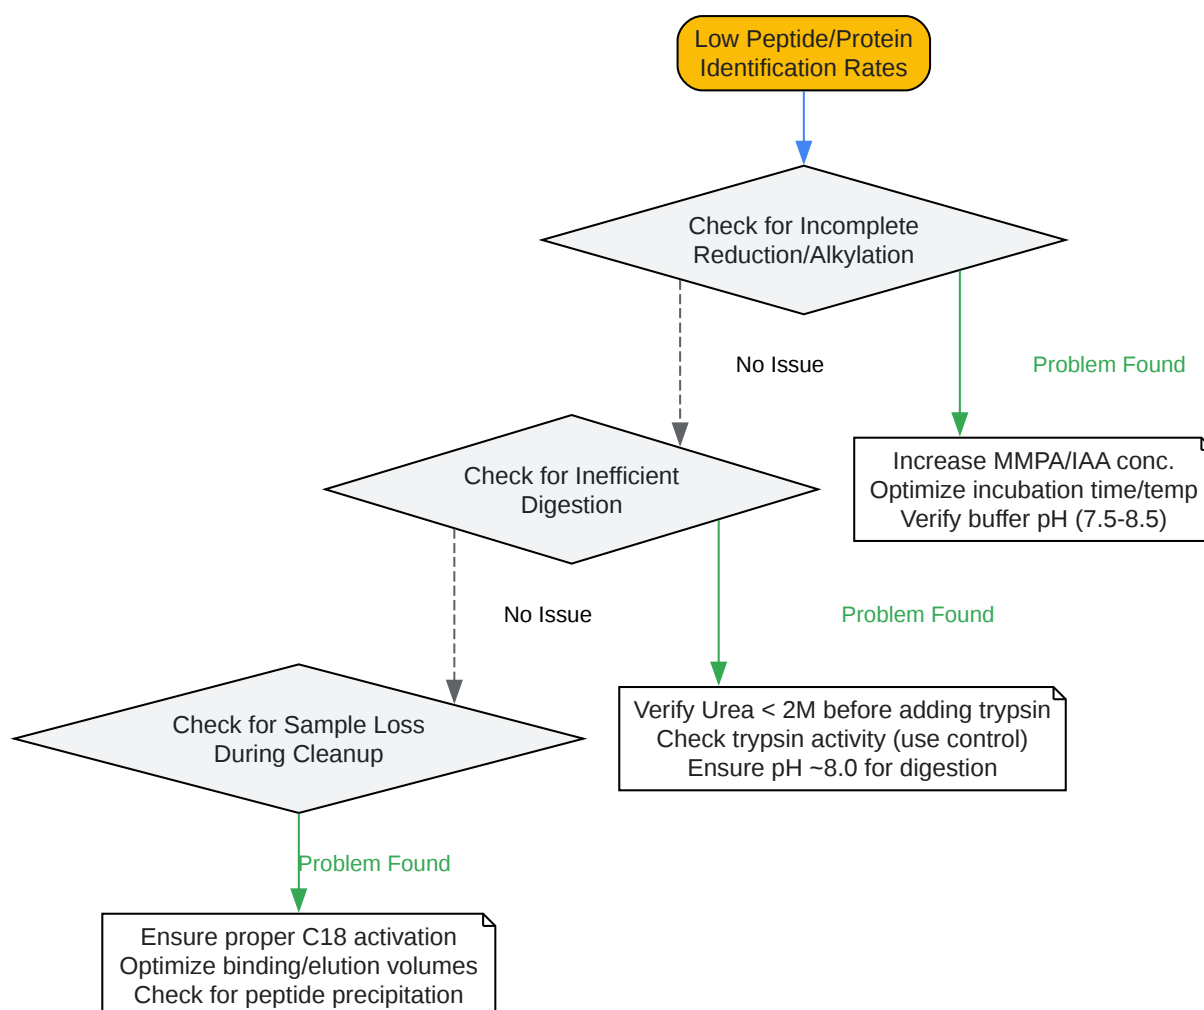 Low Peptide/Protein
Identification Rates
Check for Incomplete
Reduction/Alkylation
No Issue
Problem Found
Increase MMPA/IAA conc.
Optimize incubation time/temp
Verify buffer pH (7.5-8.5)
Check for Inefficient
Digestion
No Issue
Problem Found
Verify Urea < 2M before adding trypsin
Check trypsin activity (use control)
Ensure pH ~8.0 for digestion
Check for Sample Loss
During Cleanup
Problem Found
Ensure proper C18 activation
Optimize binding/elution volumes
Check for peptide precipitation